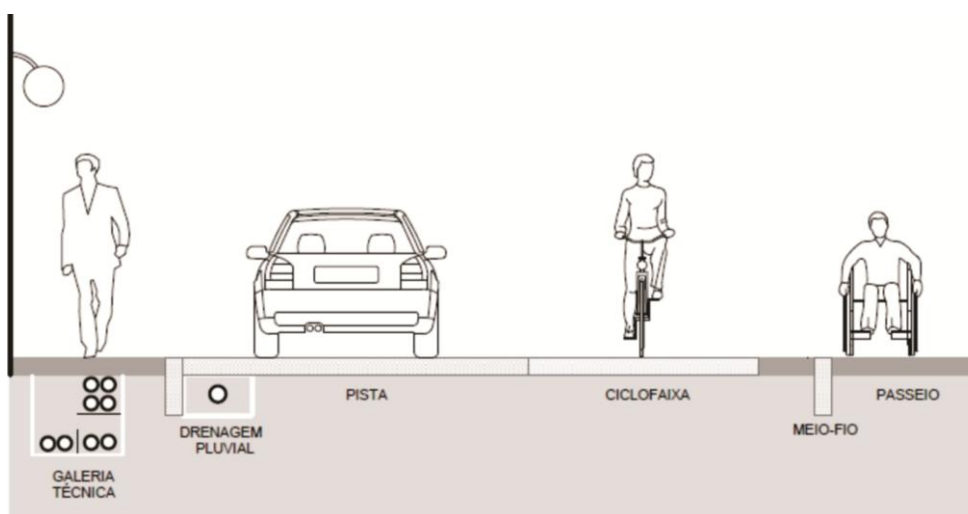 PISTA
CICLOFAIXA
PASSEIO
DRENAGEM
PLUVIAL
MEIO-FIO
GALERIA
TÉCNICA